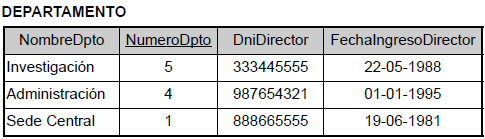 DEPARTAMENTO
NombreDpto NumeroDpto DniDirector FechaIngresoDirector
Investigación 5 333445555 22-05-1988
Administración 4 987654321 01-01-1995
Sede Central 1 888665555 19-06-1981